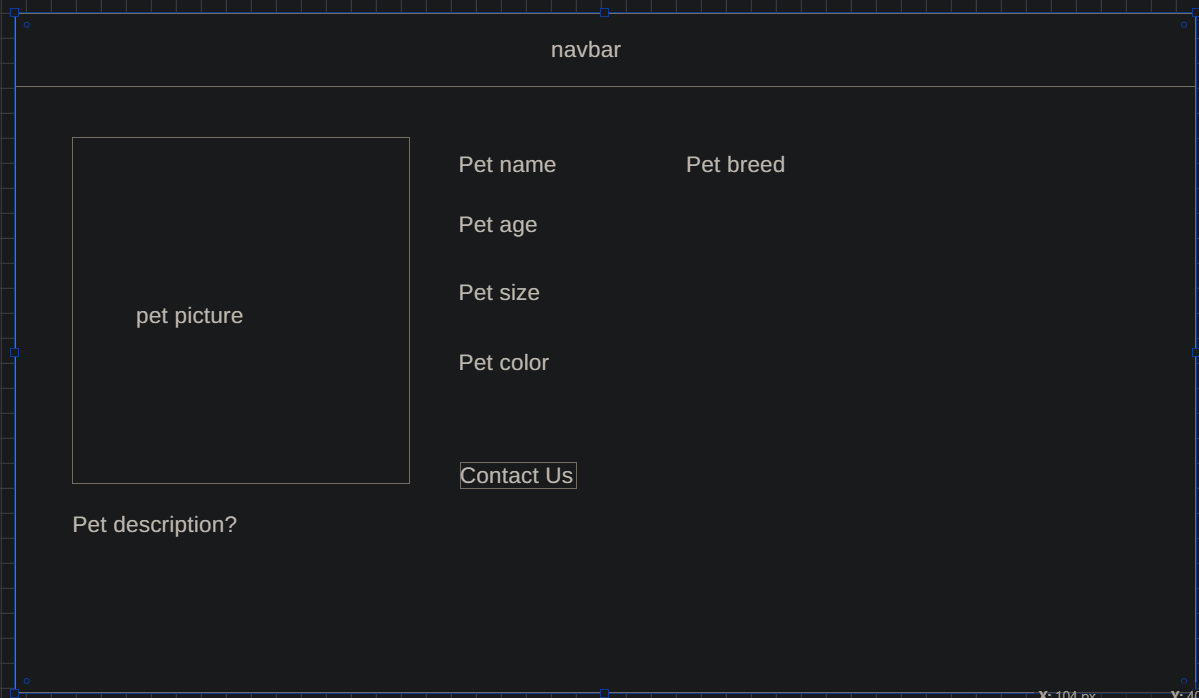 navbar
Pet name Pet breed
Pet age
Pet size
pet picture
Pet color
Contact Us
Pet description?
X: 104 px Y: